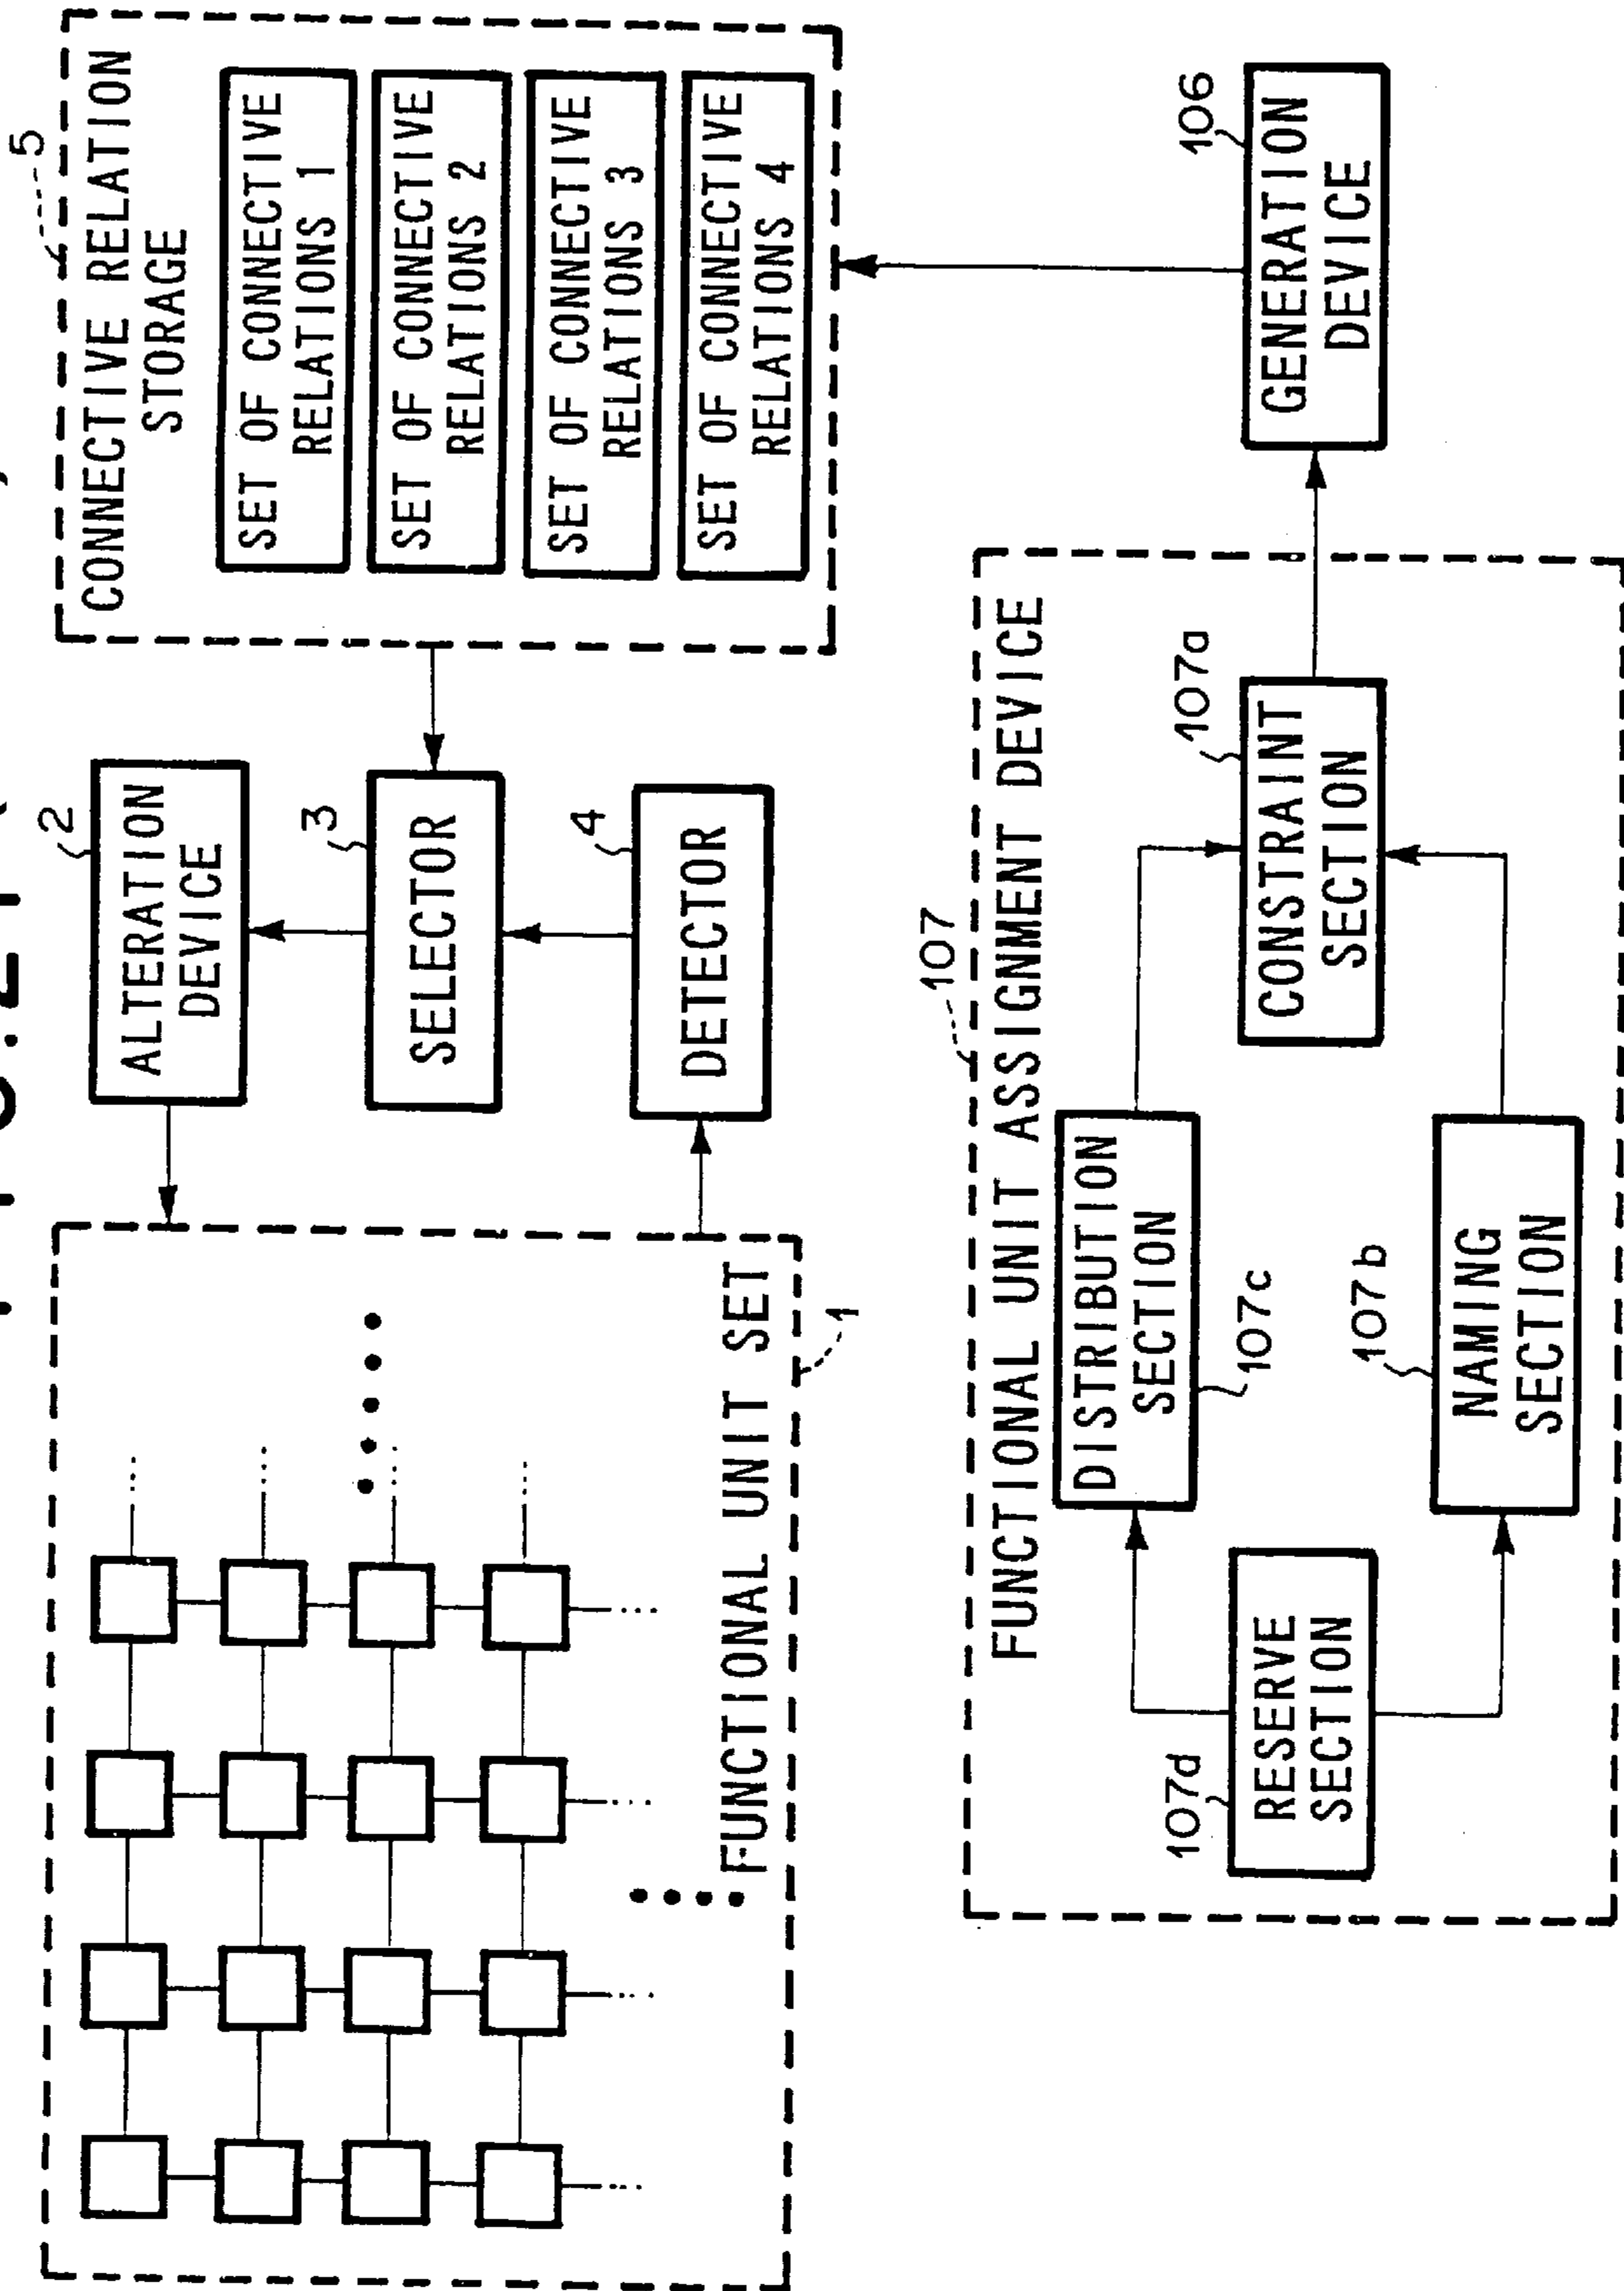 5
CONNECTIVE RELATION
STORAGE
SET OF CONNECTIVE
RELATIONS 1
SET OF CONNECTIVE
RELATIONS 2
SET OF CONNECTIVE
RELATIONS 3
SET OF CONNECTIVE
RELATIONS 4
2
ALTERATION
DEVICE
3
SELECTOR
4
DETECTOR
FUNCTIONAL UNIT SET
1
107
FUNCTIONAL UNIT ASSIGNMENT DEVICE
DISTRIBUTION
SECTION
107c
107d
RESERVE
SECTION
107b
NAMING
SECTION
107a
CONSTRAINT
SECTION
106
GENERATION
DEVICE